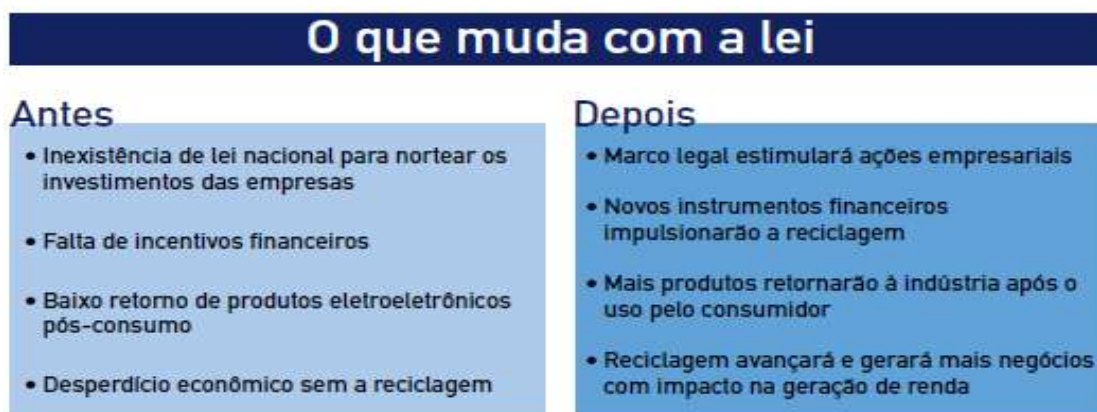 O que muda com a lei
Antes
• Inexistência de lei nacional para nortear os
investimentos das empresas
• Falta de incentivos financeiros
• Baixo retorno de produtos eletroeletrônicos
pós-consumo
• Desperdício econômico sem a reciclagem
Depois
• Marco legal estimulará ações empresariais
• Novos instrumentos financeiros
impulsionarão a reciclagem
• Mais produtos retornarão à indústria após o
uso pelo consumidor
• Reciclagem avançará e gerará mais negócios
com impacto na geração de renda